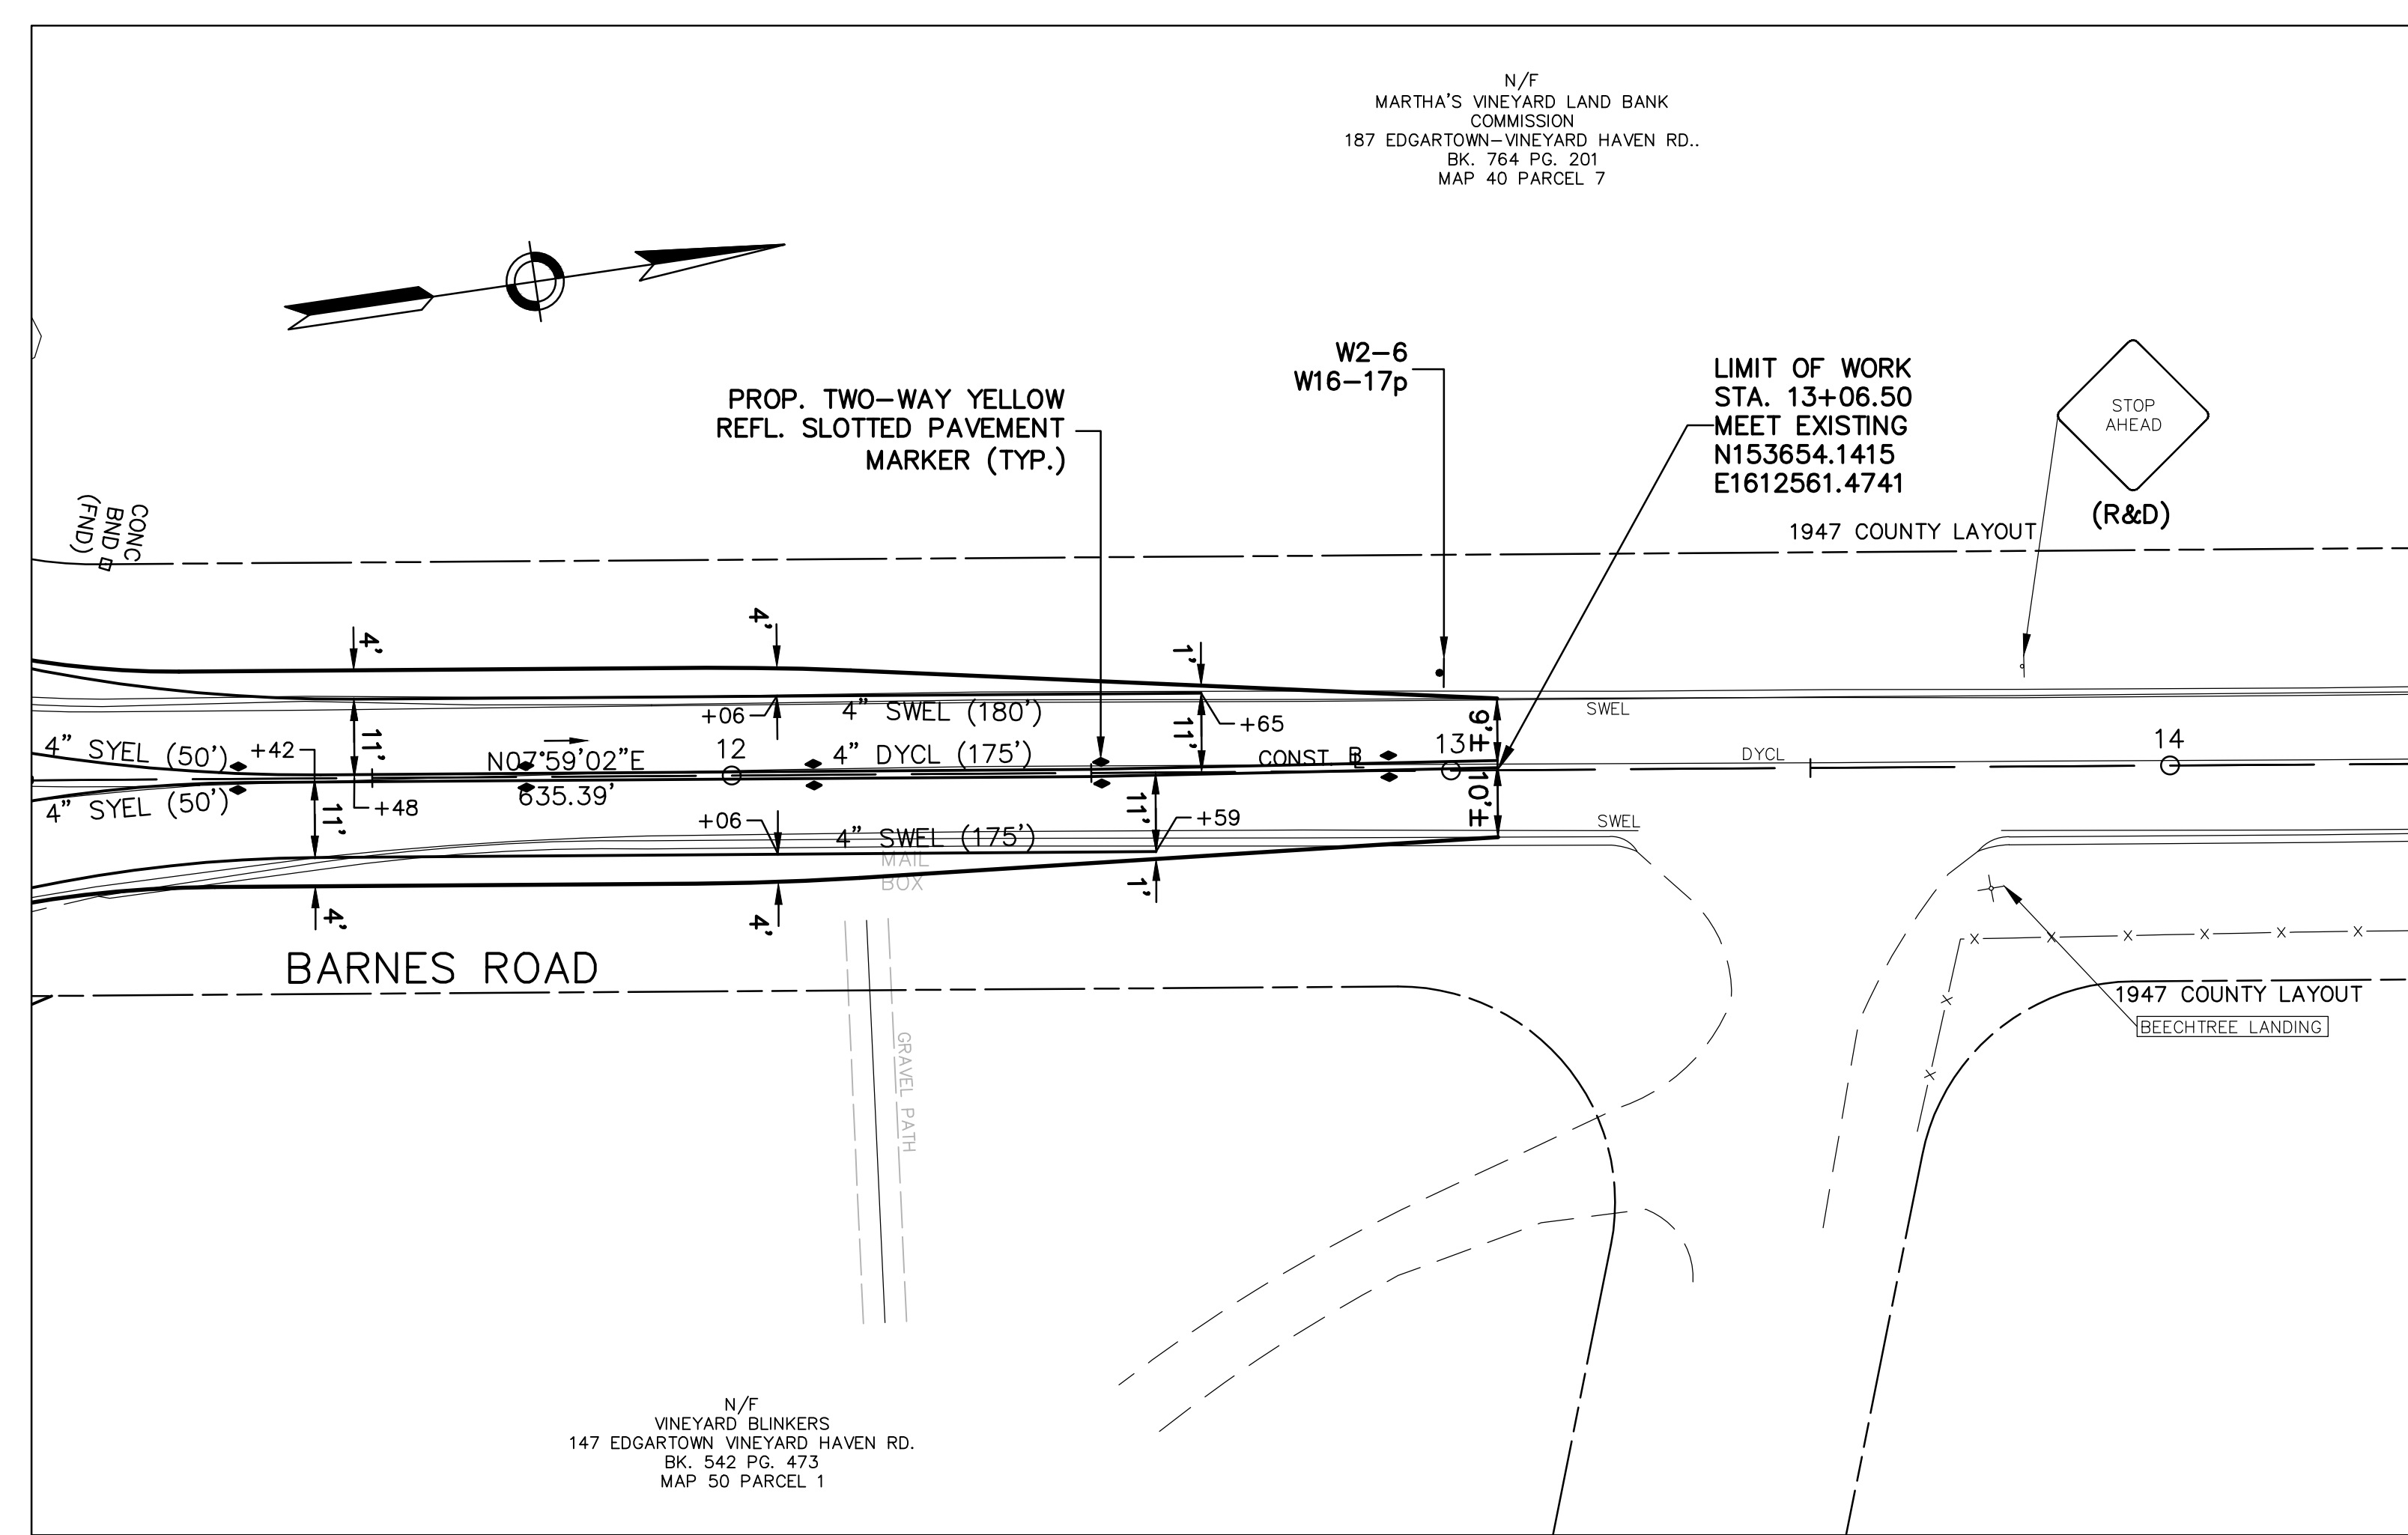 N/F
MARTHA'S VINEYARD LAND BANK
COMMISSION
187 EDGARTOWN-VINEYARD HAVEN RD..
BK. 764 PG. 201
MAP 40 PARCEL 7
W2-6
W16-17p
LIMIT OF WORK
STA. 13+06.50
MEET EXISTING
N153654.1415
E1612561.4741
STOP
AHEAD
(R&D)
PROP. TWO-WAY YELLOW
REFL. SLOTTED PAVEMENT
MARKER (TYP.)
CONC
BND
(FND)
1947 COUNTY LAYOUT
4'
4'
1'
+06
4" SWEL (180')
11'
+65
9'±
SWEL
4" SYEL (50')
+42
11'
N07°59'02"E
12
4" DYCL (175')
CONST. BL
13
DYCL
14
4" SYEL (50')
11'
+48
635.39'
+06
4" SWEL (175')
11'
+59
10'±
SWEL
MAIL
BOX
4'
4'
1'
BARNES ROAD
1947 COUNTY LAYOUT
BEECHTREE LANDING
GRAVEL PATH
N/F
VINEYARD BLINKERS
147 EDGARTOWN VINEYARD HAVEN RD.
BK. 542 PG. 473
MAP 50 PARCEL 1